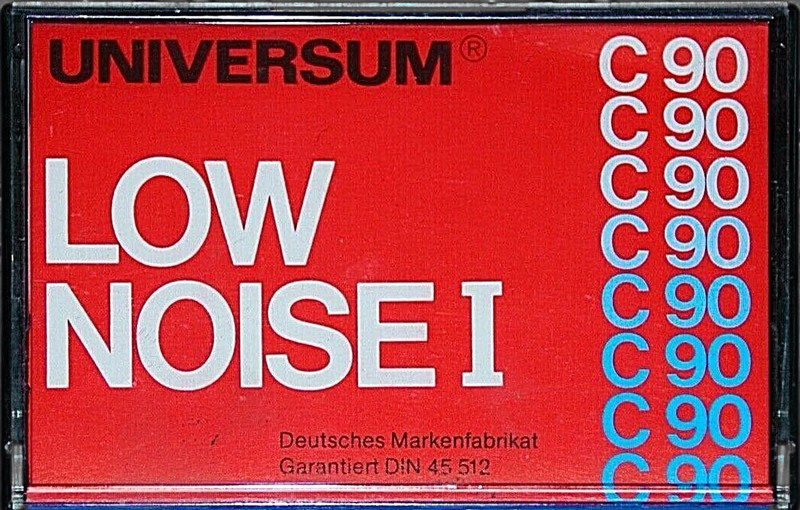 UNIVERSUM®
LOW
NOISE I
Deutsches Markenfabrikat
Garantiert DIN 45 512
C 90
C 90
C 90
C 90
C 90
C 90
C 90
C 90